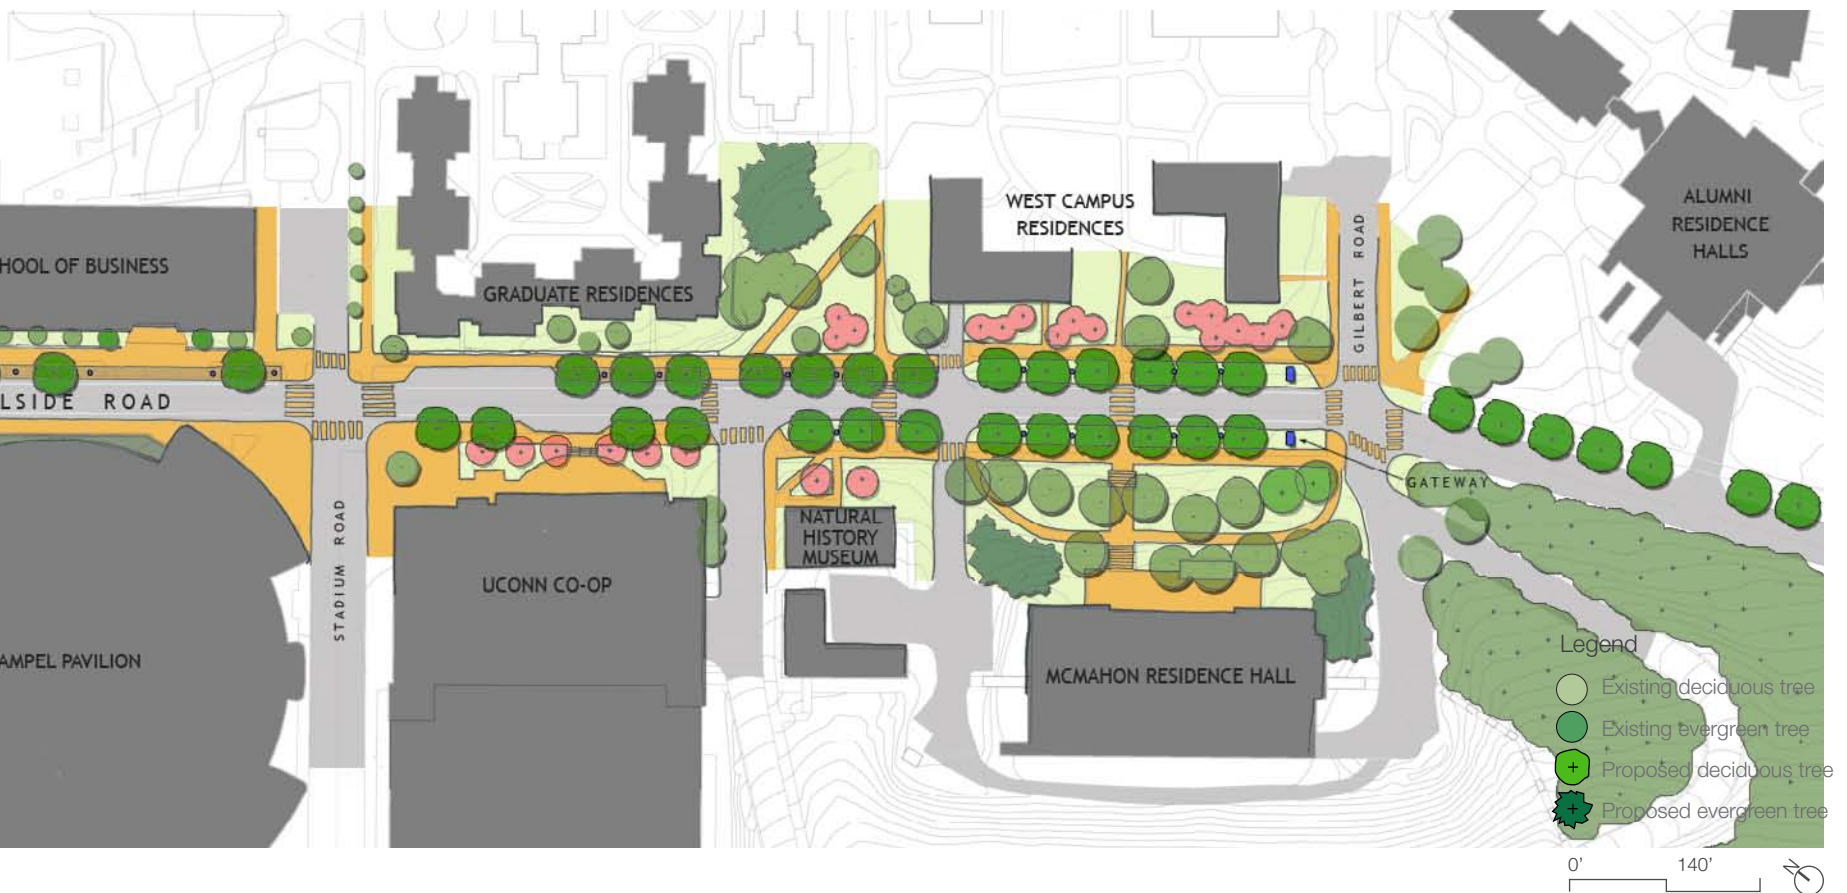 WEST CAMPUS
RESIDENCES
ALUMNI
RESIDENCE
HALLS
GILBERT ROAD
HOOL OF BUSINESS
GRADUATE RESIDENCES
LSIDE ROAD
GATEWAY
NATURAL
HISTORY
MUSEUM
STADIUM ROAD
UCONN CO-OP
AMPEL PAVILION
MCMAHON RESIDENCE HALL
Legend
Existing deciduous tree
Existing evergreen tree
Proposed deciduous tree
Proposed evergreen tree
0' 140'
N